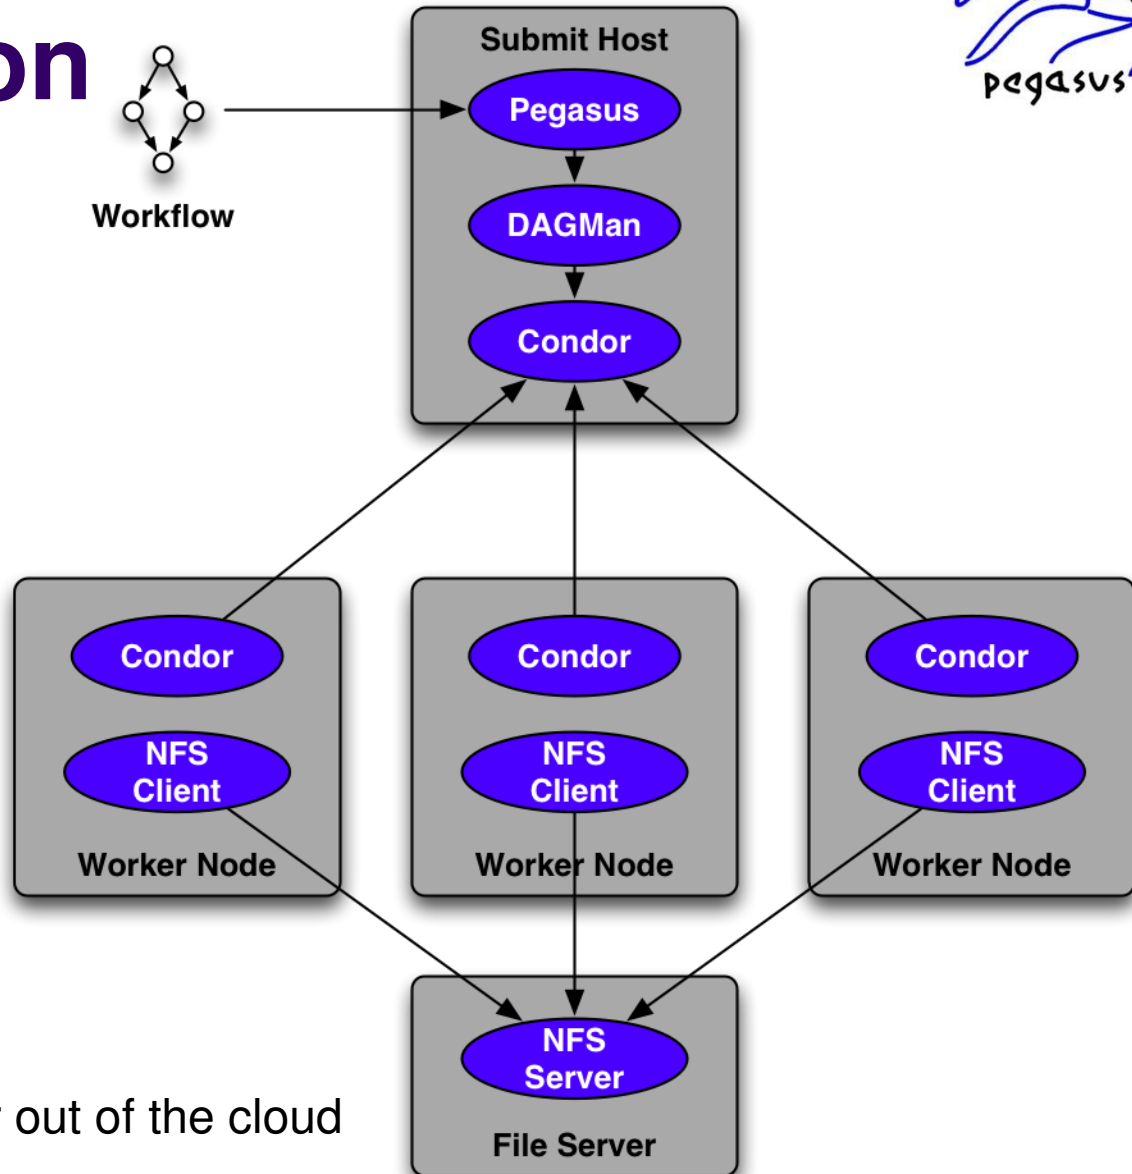 on
Submit Host
pegasus
Pegasus
Workflow
DAGMan
Condor
Condor
Condor
Condor
NFS
Client
NFS
Client
NFS
Client
Worker Node
Worker Node
Worker Node
NFS
Server
out of the cloud
File Server